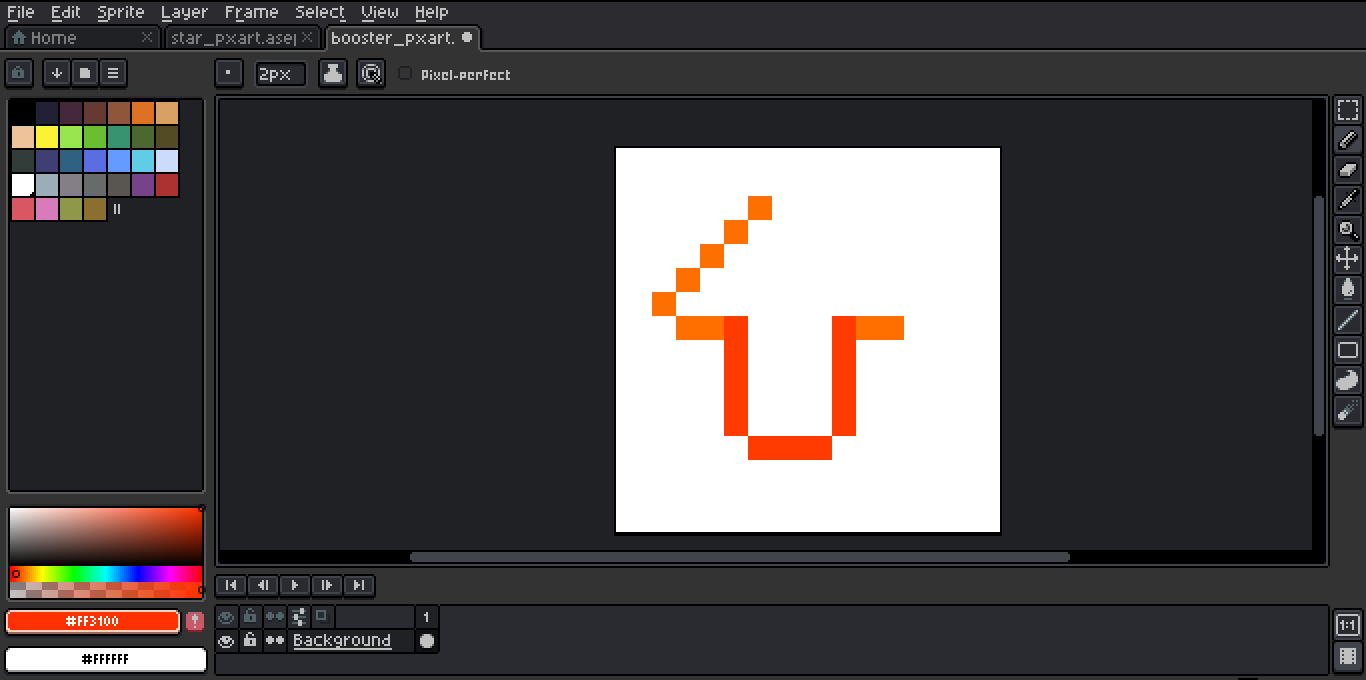 File Edit Sprite Layer Frame Select View Help
Home star_pxart.asep booster_pxart.
2px Pixel-perfect
#FF3100
#FFFFFF
1
Background
1:1